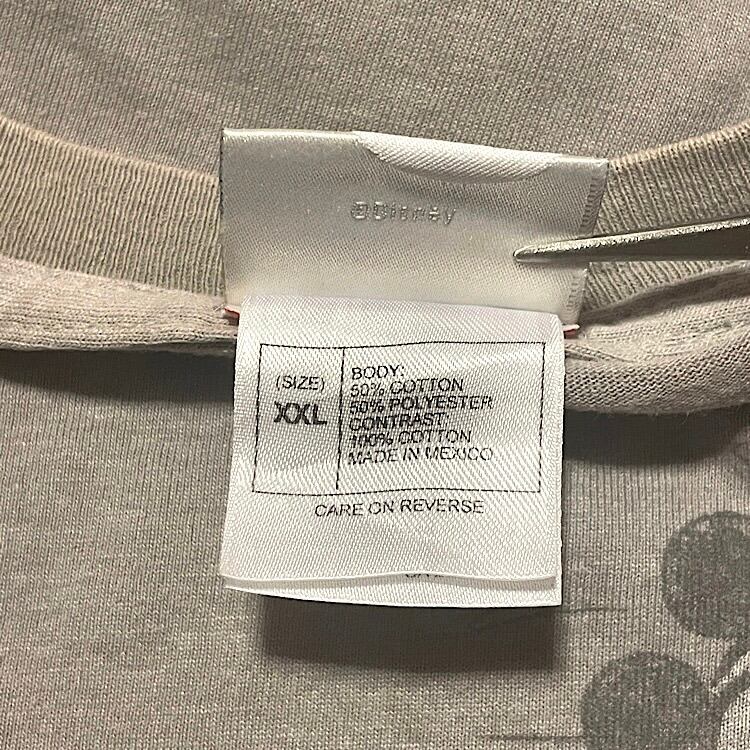 ©Disney
(SIZE)
XXL
BODY:
50% COTTON
50% POLYESTER
CONTRAST:
100% COTTON
MADE IN MEXICO
CARE ON REVERSE